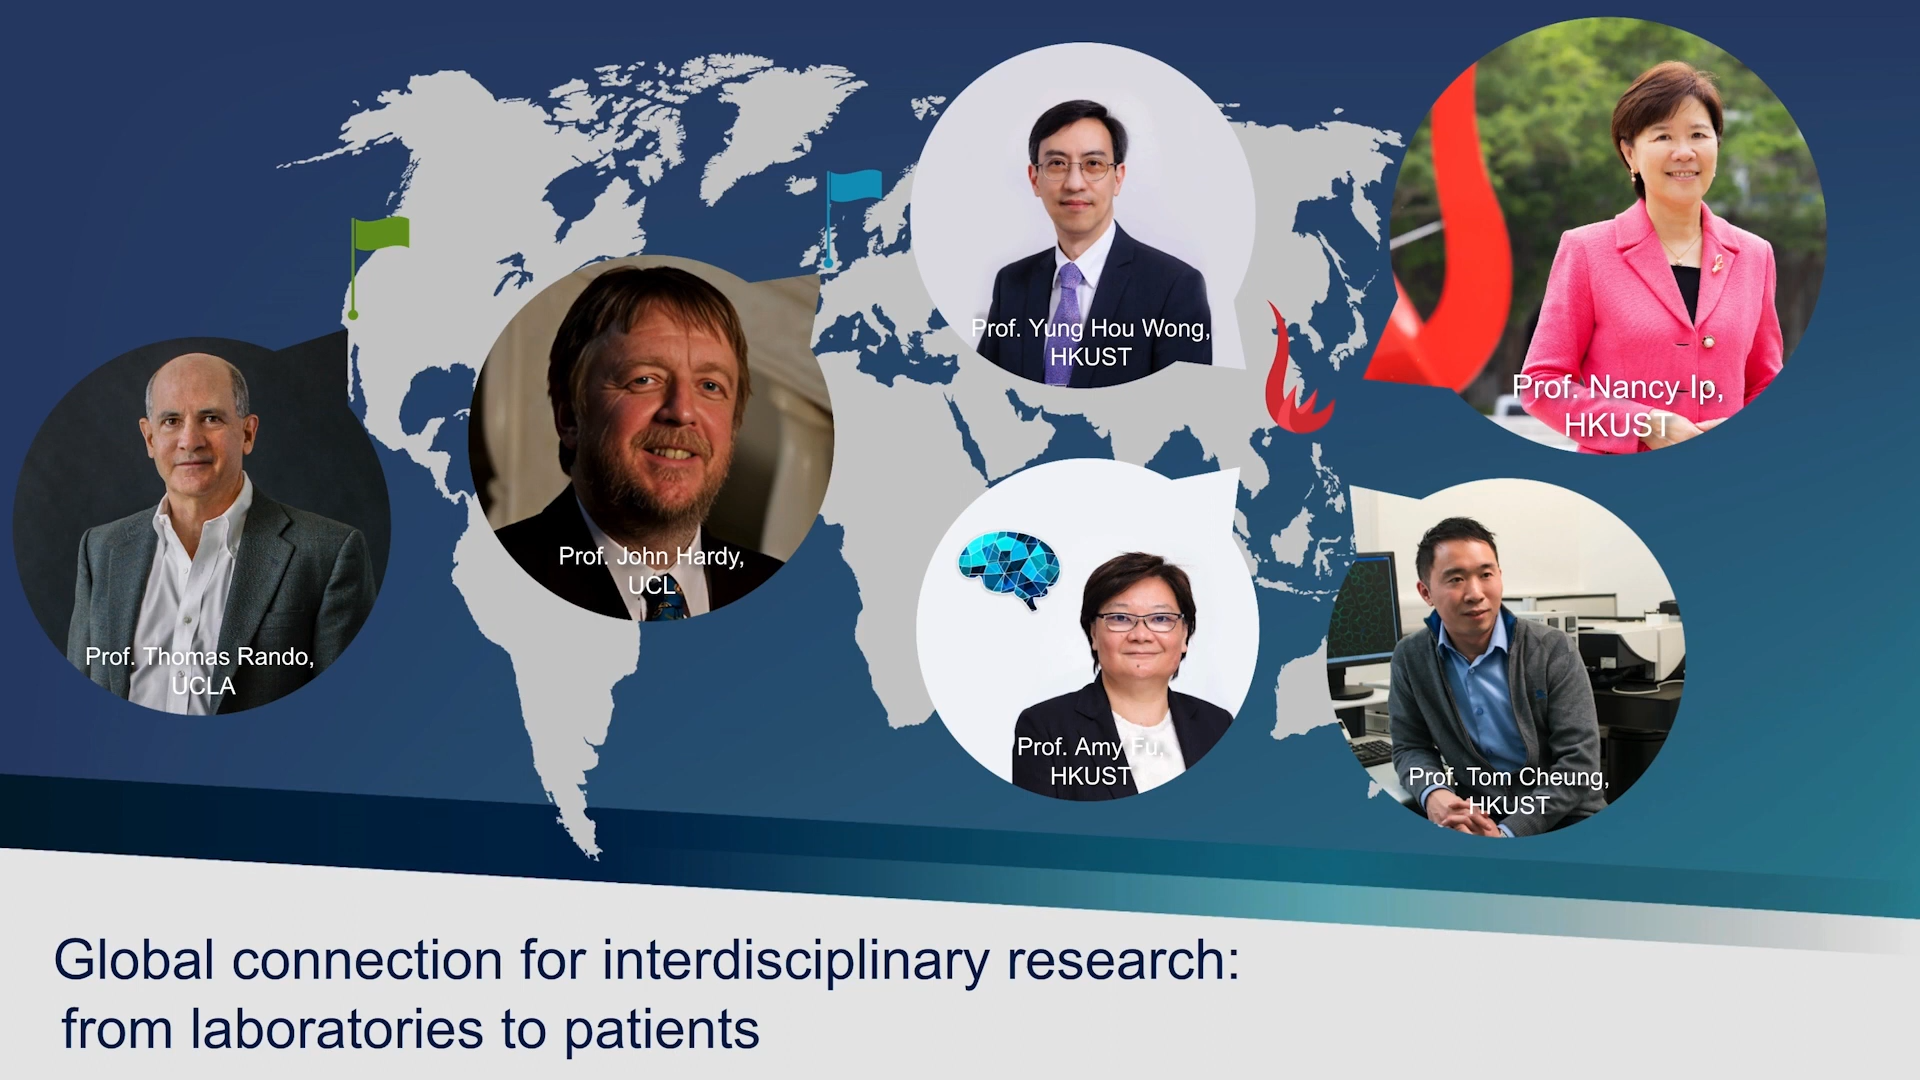 Prof. Yung Hou Wong,
HKUST
Prof. Nancy Ip,
HKUST
Prof. John Hardy,
UCL
Prof. Thomas Rando,
UCLA
Prof. Amy Fu,
HKUST
Prof. Tom Cheung,
HKUST
Global connection for interdisciplinary research:
from laboratories to patients